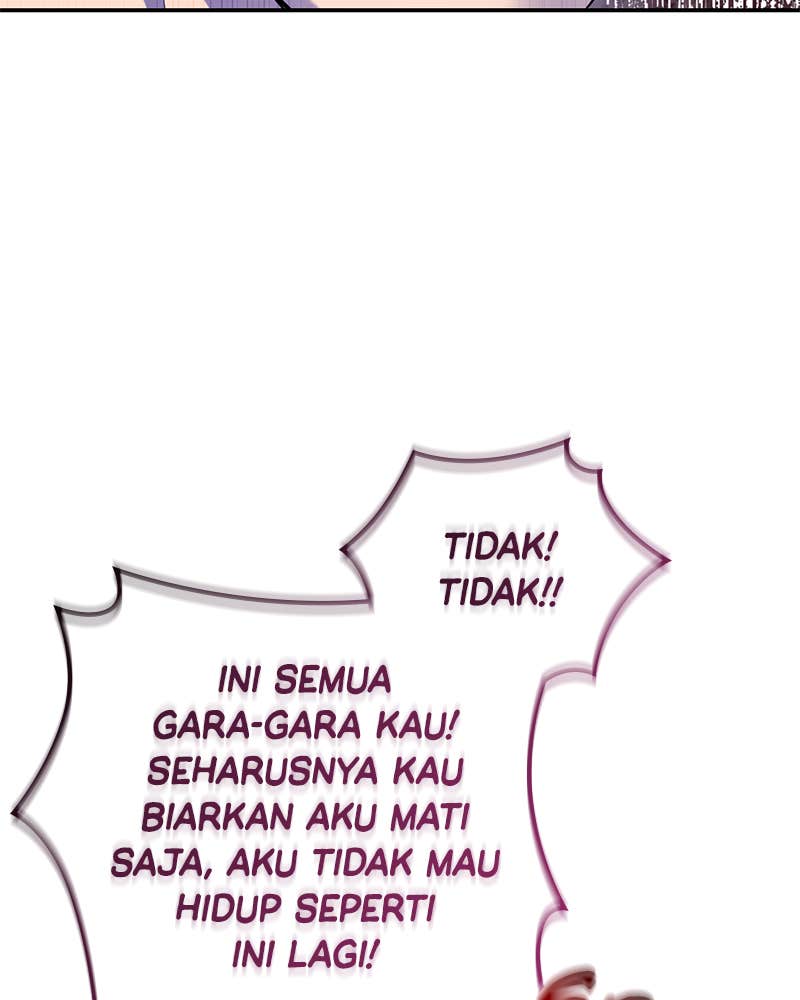 TIDAK!
TIDAK!!
INI SEMUA
GARA-GARA KAU!
SEHARUSNYA KAU
BIARKAN AKU MATI
SAJA, AKU TIDAK MAU
HIDUP SEPERTI
INI LAGI!